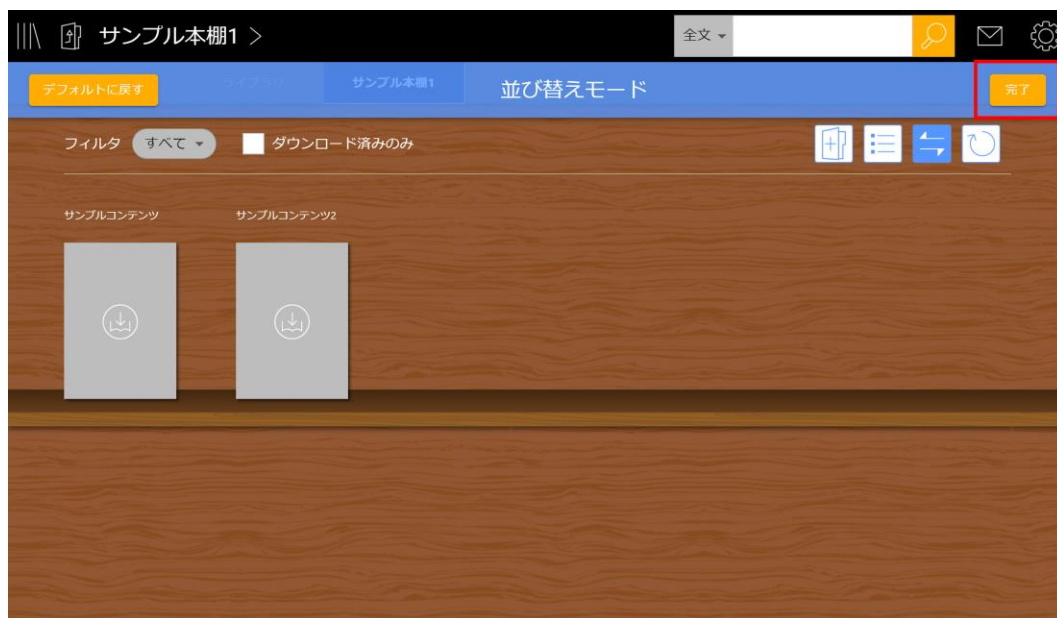 サンプル本棚1 >
全文
デフォルトに戻す
ライブラリ
サンプル本棚1
並び替えモード
完了
フィルタ
すべて
ダウンロード済みのみ
サンプルコンテンツ
サンプルコンテンツ2